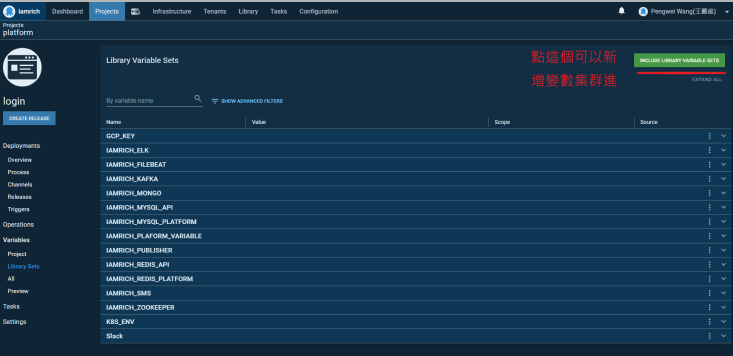 iamrich Dashboard Projects Infrastructure Tenants Library Tasks Configuration Pengwei Wang(王鵬維)
Projects
platform
login
CREATE RELEASE
Deployments
Overview
Process
Channels
Releases
Triggers
Operations
Variables
Project
Library Sets
All
Preview
Tasks
Settings
Library Variable Sets
點這個可以新
增變數集群進
INCLUDE LIBRARY VARIABLE SETS
EXPAND ALL
By variable name
SHOW ADVANCED FILTERS
Name Value Scope Source
GCP_KEY
IAMRICH_ELK
IAMRICH_FILEBEAT
IAMRICH_KAFKA
IAMRICH_MONGO
IAMRICH_MYSQL_API
IAMRICH_MYSQL_PLATFORM
IAMRICH_PLAFORM_VARIABLE
IAMRICH_PUBLISHER
IAMRICH_REDIS_API
IAMRICH_REDIS_PLATFORM
IAMRICH_SMS
IAMRICH_ZOOKEEPER
K8S_ENV
Slack